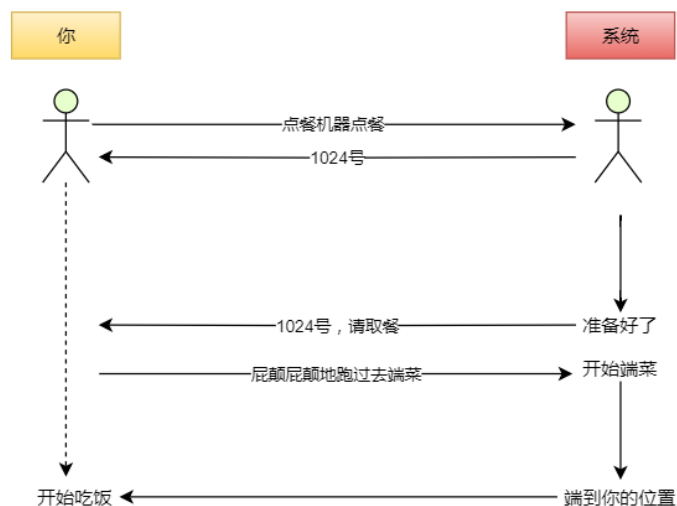 你
系统
点餐机器点餐
1024号
1024号，请取餐
准备好了
屁颠屁颠地跑过去端菜
开始端菜
开始吃饭
端到你的位置